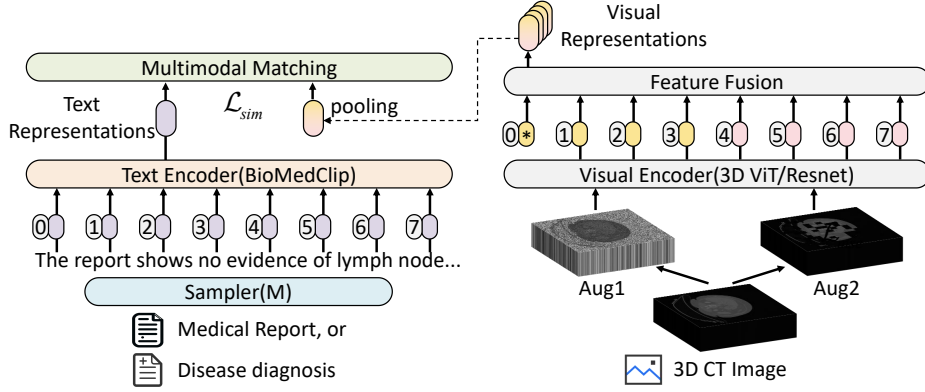 Multimodal Matching
Text
Representations
ℒsim
pooling
Text Encoder(BioMedClip)
0 1 2 3 4 5 6 7
The report shows no evidence of lymph node...
Sampler(M)
Medical Report, or
Disease diagnosis
Visual
Representations
Feature Fusion
0 * 1 2 3 4 5 6 7
Visual Encoder(3D ViT/Resnet)
Aug1
Aug2
3D CT Image